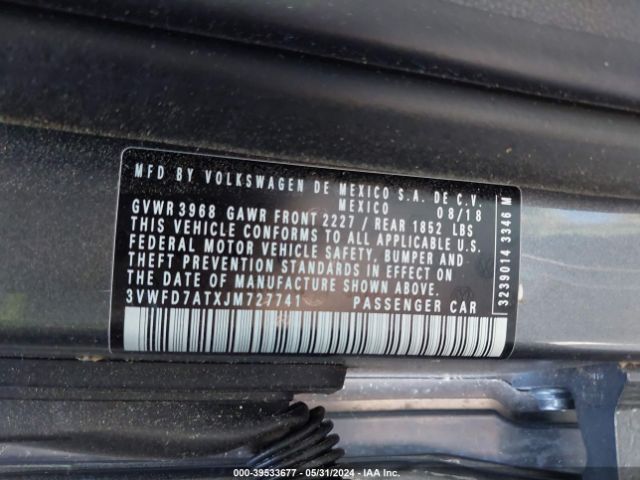 MFD BY VOLKSWAGEN DE MEXICO S.A. DE C.V.
MEXICO 08/18
GVWR 3968 GAWR FRONT 2227 / REAR 1852 LBS
THIS VEHICLE CONFORMS TO ALL APPLICABLE U.S.
FEDERAL MOTOR VEHICLE SAFETY, BUMPER AND
THEFT PREVENTION STANDARDS IN EFFECT ON
THE DATE OF MANUFACTURE SHOWN ABOVE.
3VWFD7ATXJM727741 PASSENGER CAR
3239014 3346 M
000-39533677 - 05/31/2024 - IAA Inc.